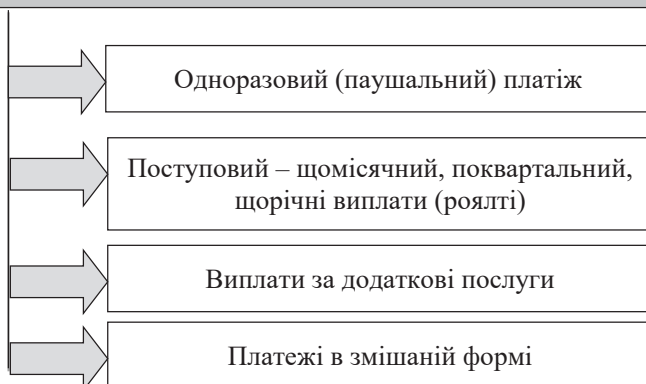 Одноразовий (паушальний) платіж
Поступовий – щомісячний, поквартальний,
щорічні виплати (роялті)
Виплати за додаткові послуги
Платежі в змішаній формі